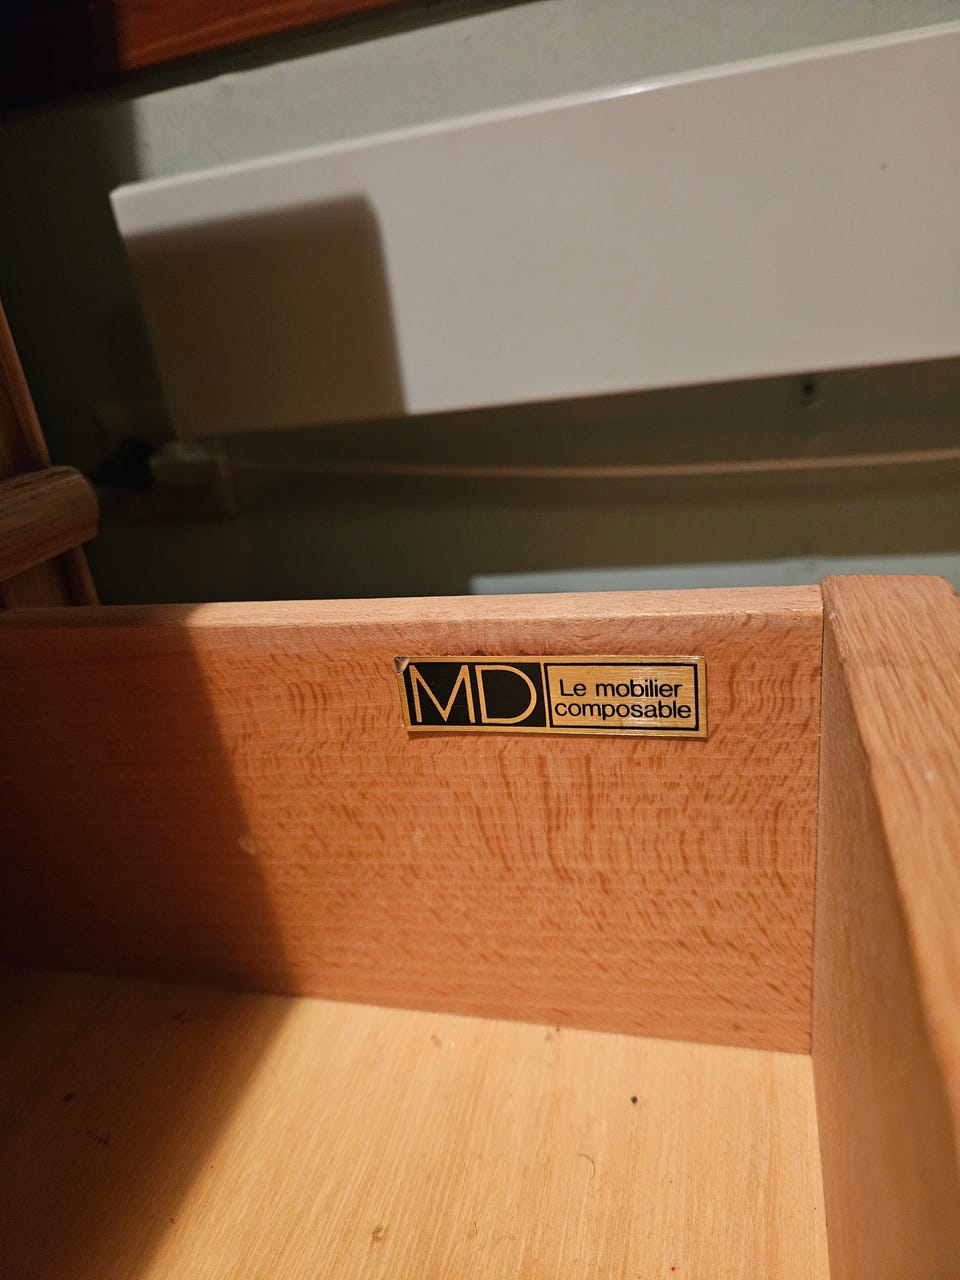 MD
Le mobilier
composable